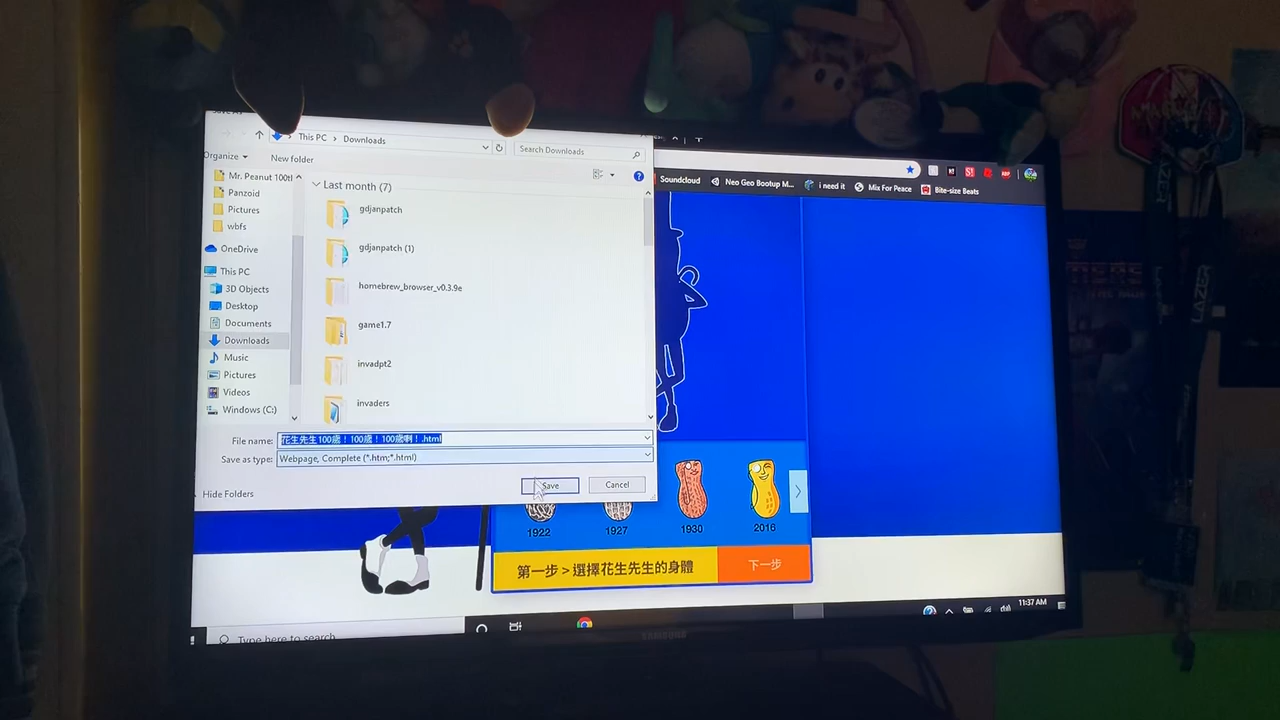 This PC > Downloads
Search Downloads
Organize
New folder
Mr. Peanut 100th
Panzoid
Pictures
wbfs
OneDrive
This PC
3D Objects
Desktop
Documents
Downloads
Music
Pictures
Videos
Windows (C:)
Last month (7)
gdjanpatch
gdjanpatch (1)
homebrew_browser_v0.3.9e
game1.7
invadpt2
invaders
File name: 花生先生100歲！100歲！100歲喇！.html
Save as type: Webpage, Complete (*.htm;*.html)
Hide Folders
Save
Cancel
Soundcloud
Neo Geo Bootup M...
i need it
Mix For Peace
Bite-size Beats
1922
1927
1930
2016
第一步 > 選擇花生先生的身體
下一步
Type here to search
11:37 AM
SAMSUNG
LAZER